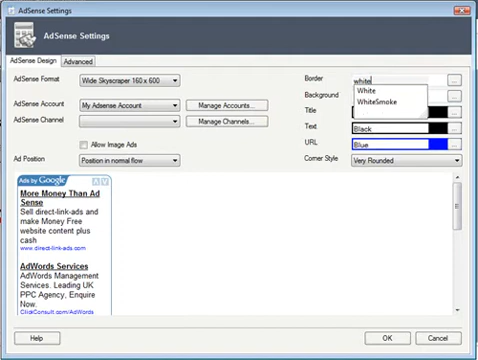 AdSense Settings
AdSense Settings
AdSense Design Advanced
AdSense Format Wide Skyscraper 160 x 600
AdSense Account My Adsense Account Manage Accounts...
AdSense Channel Manage Channels...
Allow Image Ads
Ad Position Position in normal flow
Border white
White
WhiteSmoke
Background
Title
Text Black
URL Blue
Corner Style Very Rounded
Ads by Google
More Money Than Ad
Sense
Sell direct-link-ads and
make Money Free
website content plus
cash
www.direct-link-ads.com
AdWords Services
AdWords Management
Services. Leading UK
PPC Agency, Enquire
Now.
ClickConsult.com/AdWords
Help OK Cancel